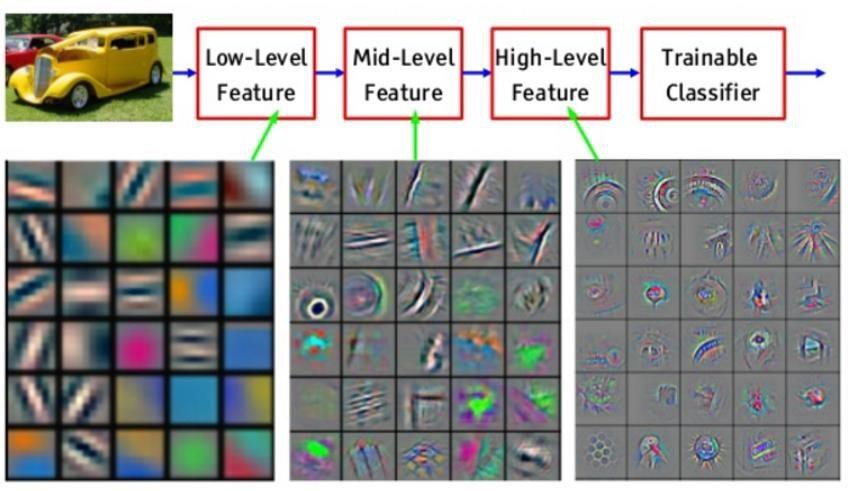 Low-Level
Feature
Mid-Level
Feature
High-Level
Feature
Trainable
Classifier